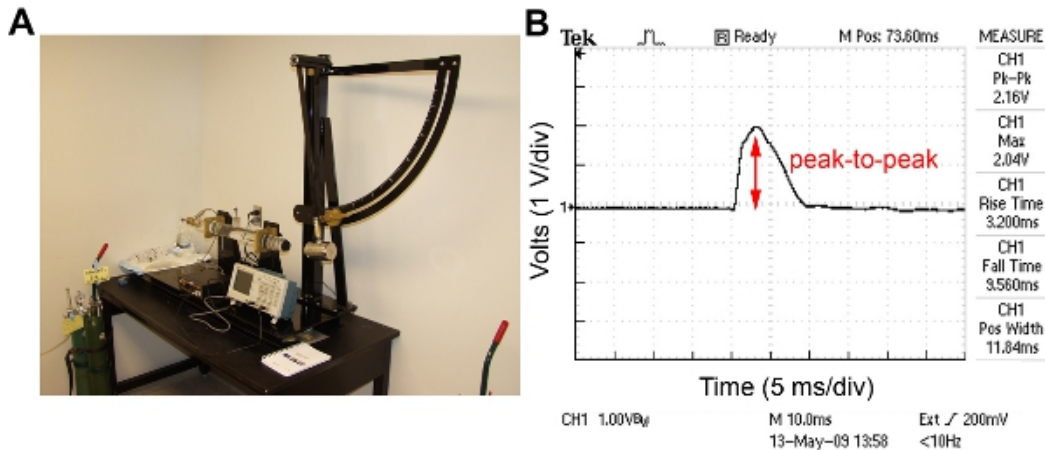 A
B
Tek
R Ready
M Pos: 73.60ms
MEASURE
CH1
Pk-Pk
2.16V
CH1
Max
2.04V
CH1
Rise Time
3.200ms
CH1
Fall Time
9.560ms
CH1
Pos Width
11.84ms
peak-to-peak
1
Volts (1 V/div)
Time (5 ms/div)
CH1 1.00VBW
M 10.0ms
Ext / 200mV
13-May-09 13:58
<10Hz